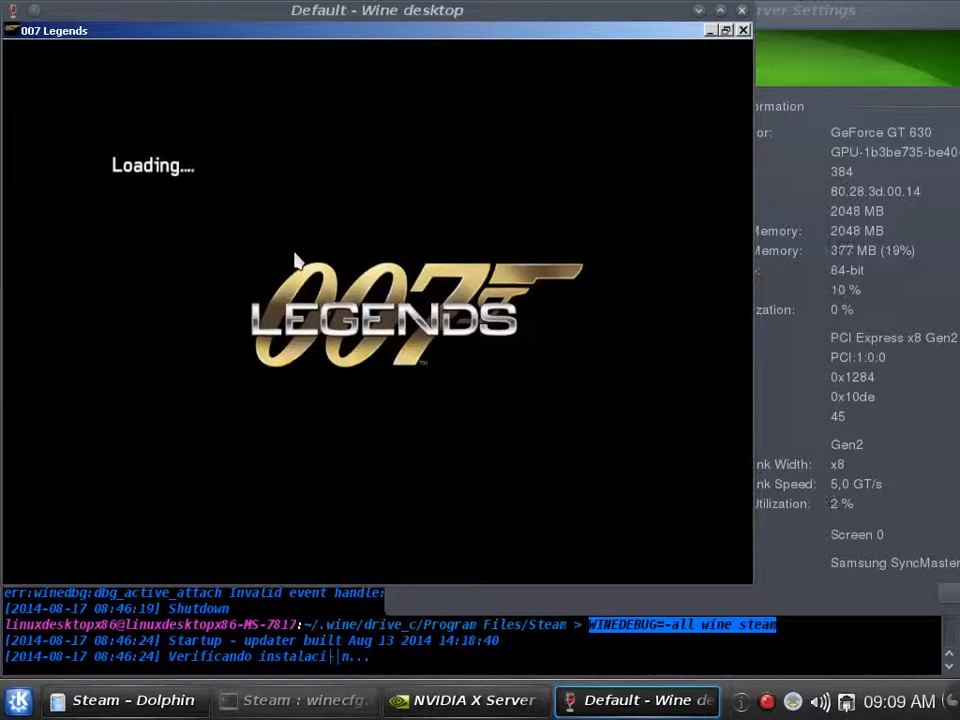 Default - Wine desktop
rver Settings
007 Legends
Loading....
007
LEGENDS
TM
ormation
or:
GeForce GT 630
GPU-1b3be735-be40-
384
80.28.3d.00.14
2048 MB
Memory:
2048 MB
Memory:
377 MB (18%)
:
64-bit
10 %
zation:
0 %
PCI Express x8 Gen2
PCI:1:0:0
0x1284
0x10de
45
Gen2
nk Width:
x8
nk Speed:
5,0 GT/s
Utilization:
2 %
Screen 0
Samsung SyncMaster
err:winedbg:dbg_active_attach Invalid event handle:
[2014-08-17 08:46:19] Shutdown
linuxdesktopx86@linuxdesktopx86-MS-7817:~/.wine/drive_c/Program Files/Steam > WINEDEBUG=-all wine steam
[2014-08-17 08:46:24] Startup - updater built Aug 13 2014 14:18:40
[2014-08-17 08:46:24] Verificando instalaci├│n...
Steam - Dolphin
Steam : winecfg
NVIDIA X Server
Default - Wine de
09:09 AM